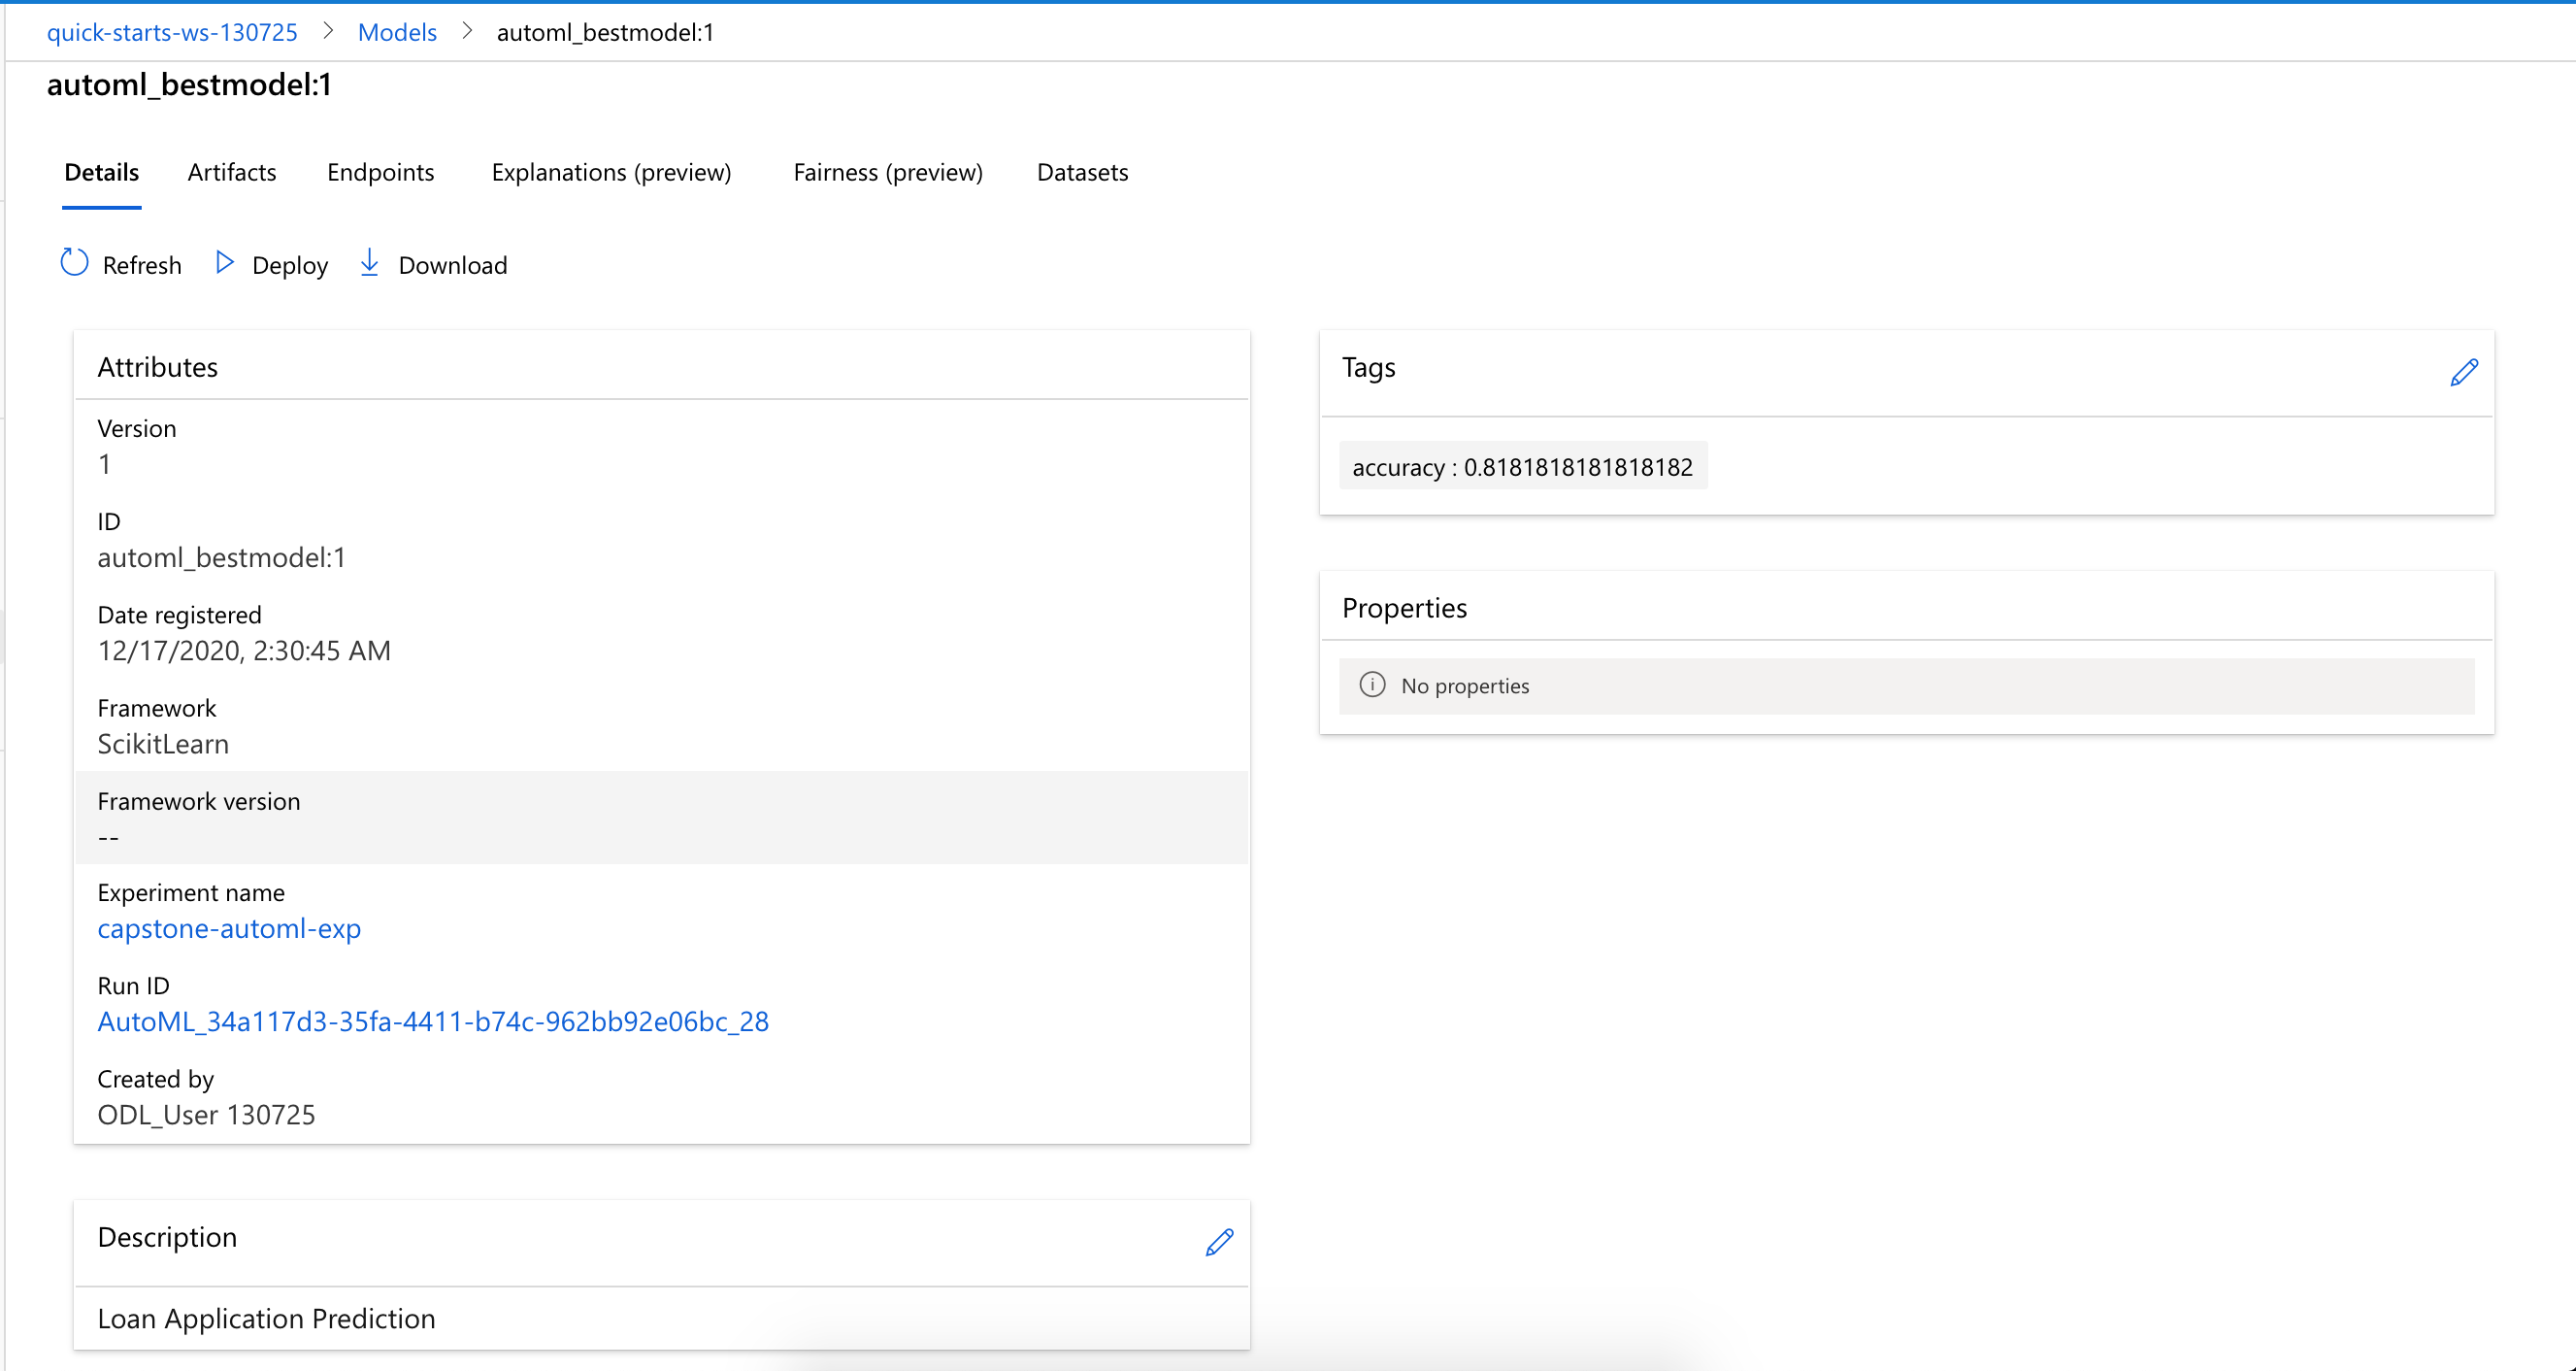 quick-starts-ws-130725 > Models > automl_bestmodel:1
automl_bestmodel:1
Details Artifacts Endpoints Explanations (preview) Fairness (preview) Datasets
Refresh Deploy Download
Attributes
Version
1
ID
automl_bestmodel:1
Date registered
12/17/2020, 2:30:45 AM
Framework
ScikitLearn
Framework version
--
Experiment name
capstone-automl-exp
Run ID
AutoML_34a117d3-35fa-4411-b74c-962bb92e06bc_28
Created by
ODL_User 130725
Description
Loan Application Prediction
Tags
accuracy : 0.8181818181818182
Properties
No properties